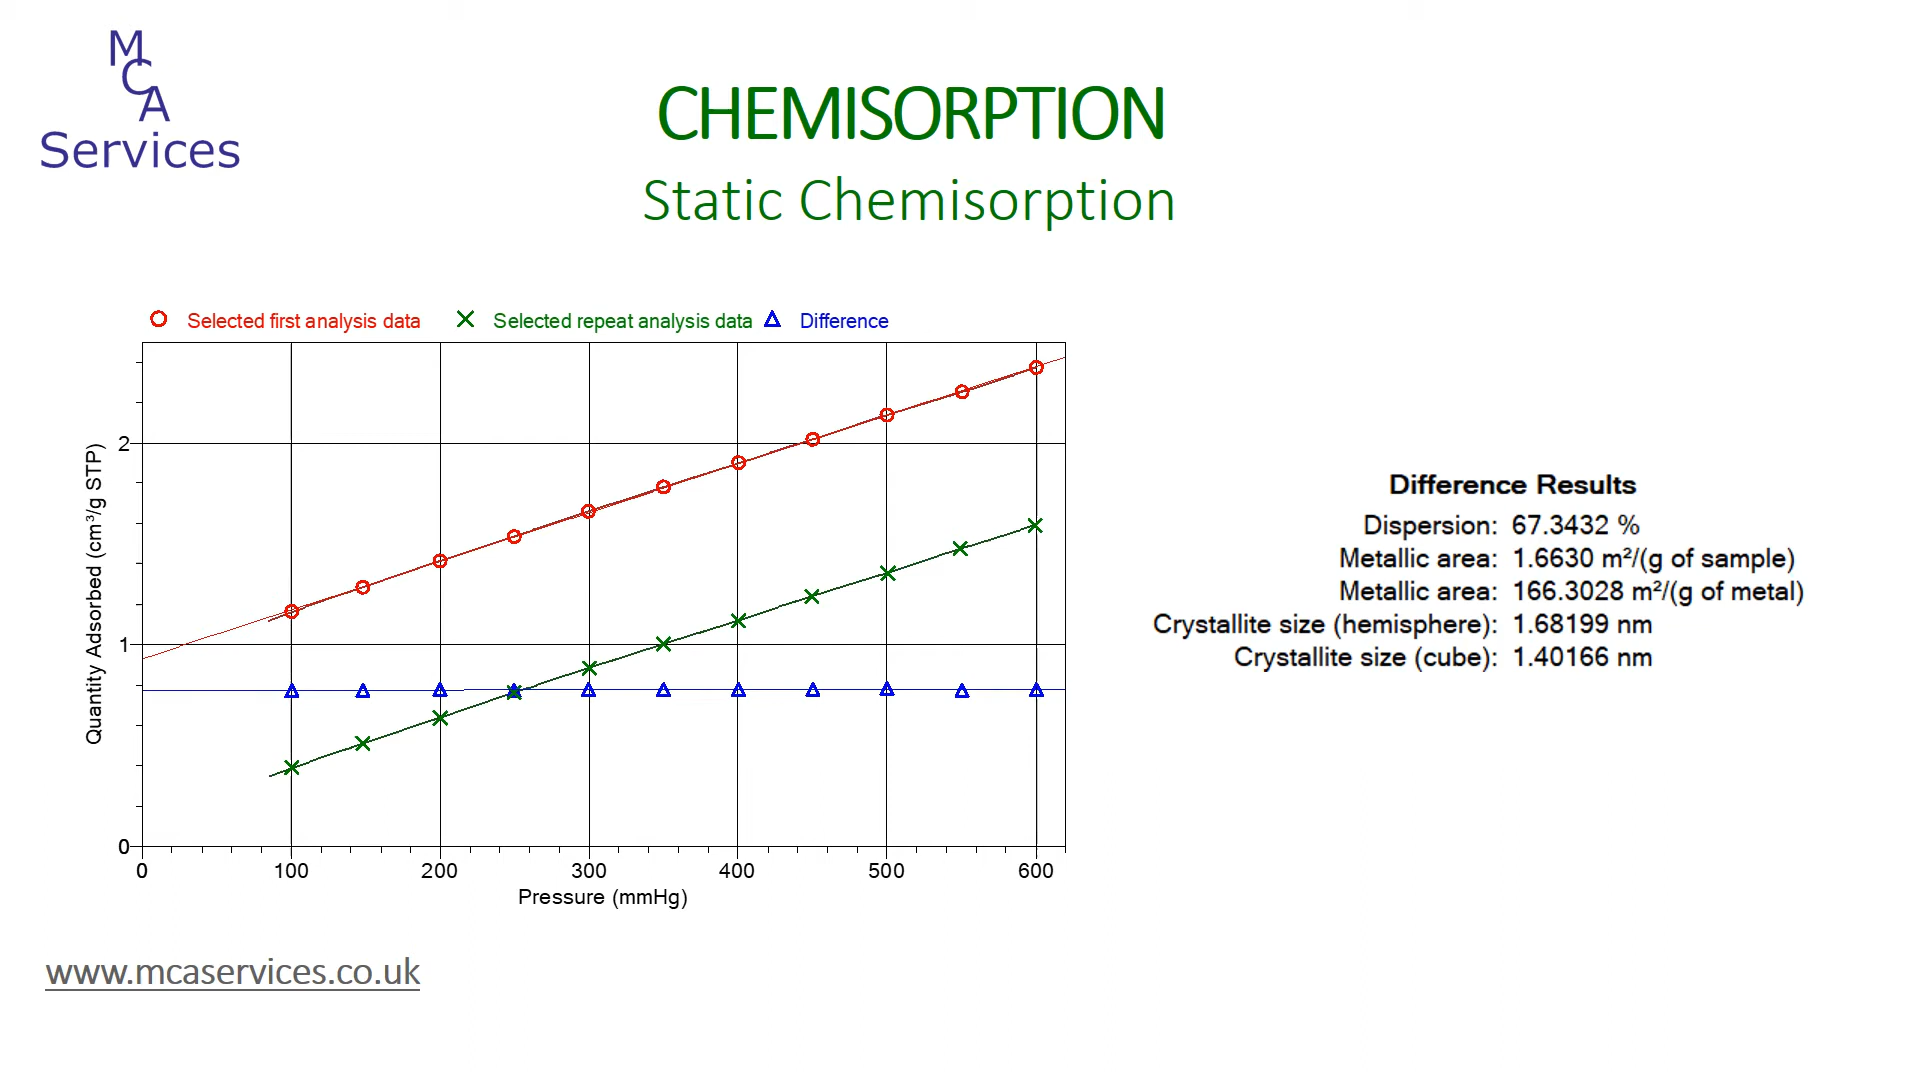 M
C
A
Services
CHEMISORPTION
Static Chemisorption
Selected first analysis data
Selected repeat analysis data
Difference
Quantity Adsorbed (cm³/g STP)
2
1
0
0 100 200 300 400 500 600
Pressure (mmHg)
Difference Results
Dispersion: 67.3432 %
Metallic area: 1.6630 m²/(g of sample)
Metallic area: 166.3028 m²/(g of metal)
Crystallite size (hemisphere): 1.68199 nm
Crystallite size (cube): 1.40166 nm
www.mcaservices.co.uk